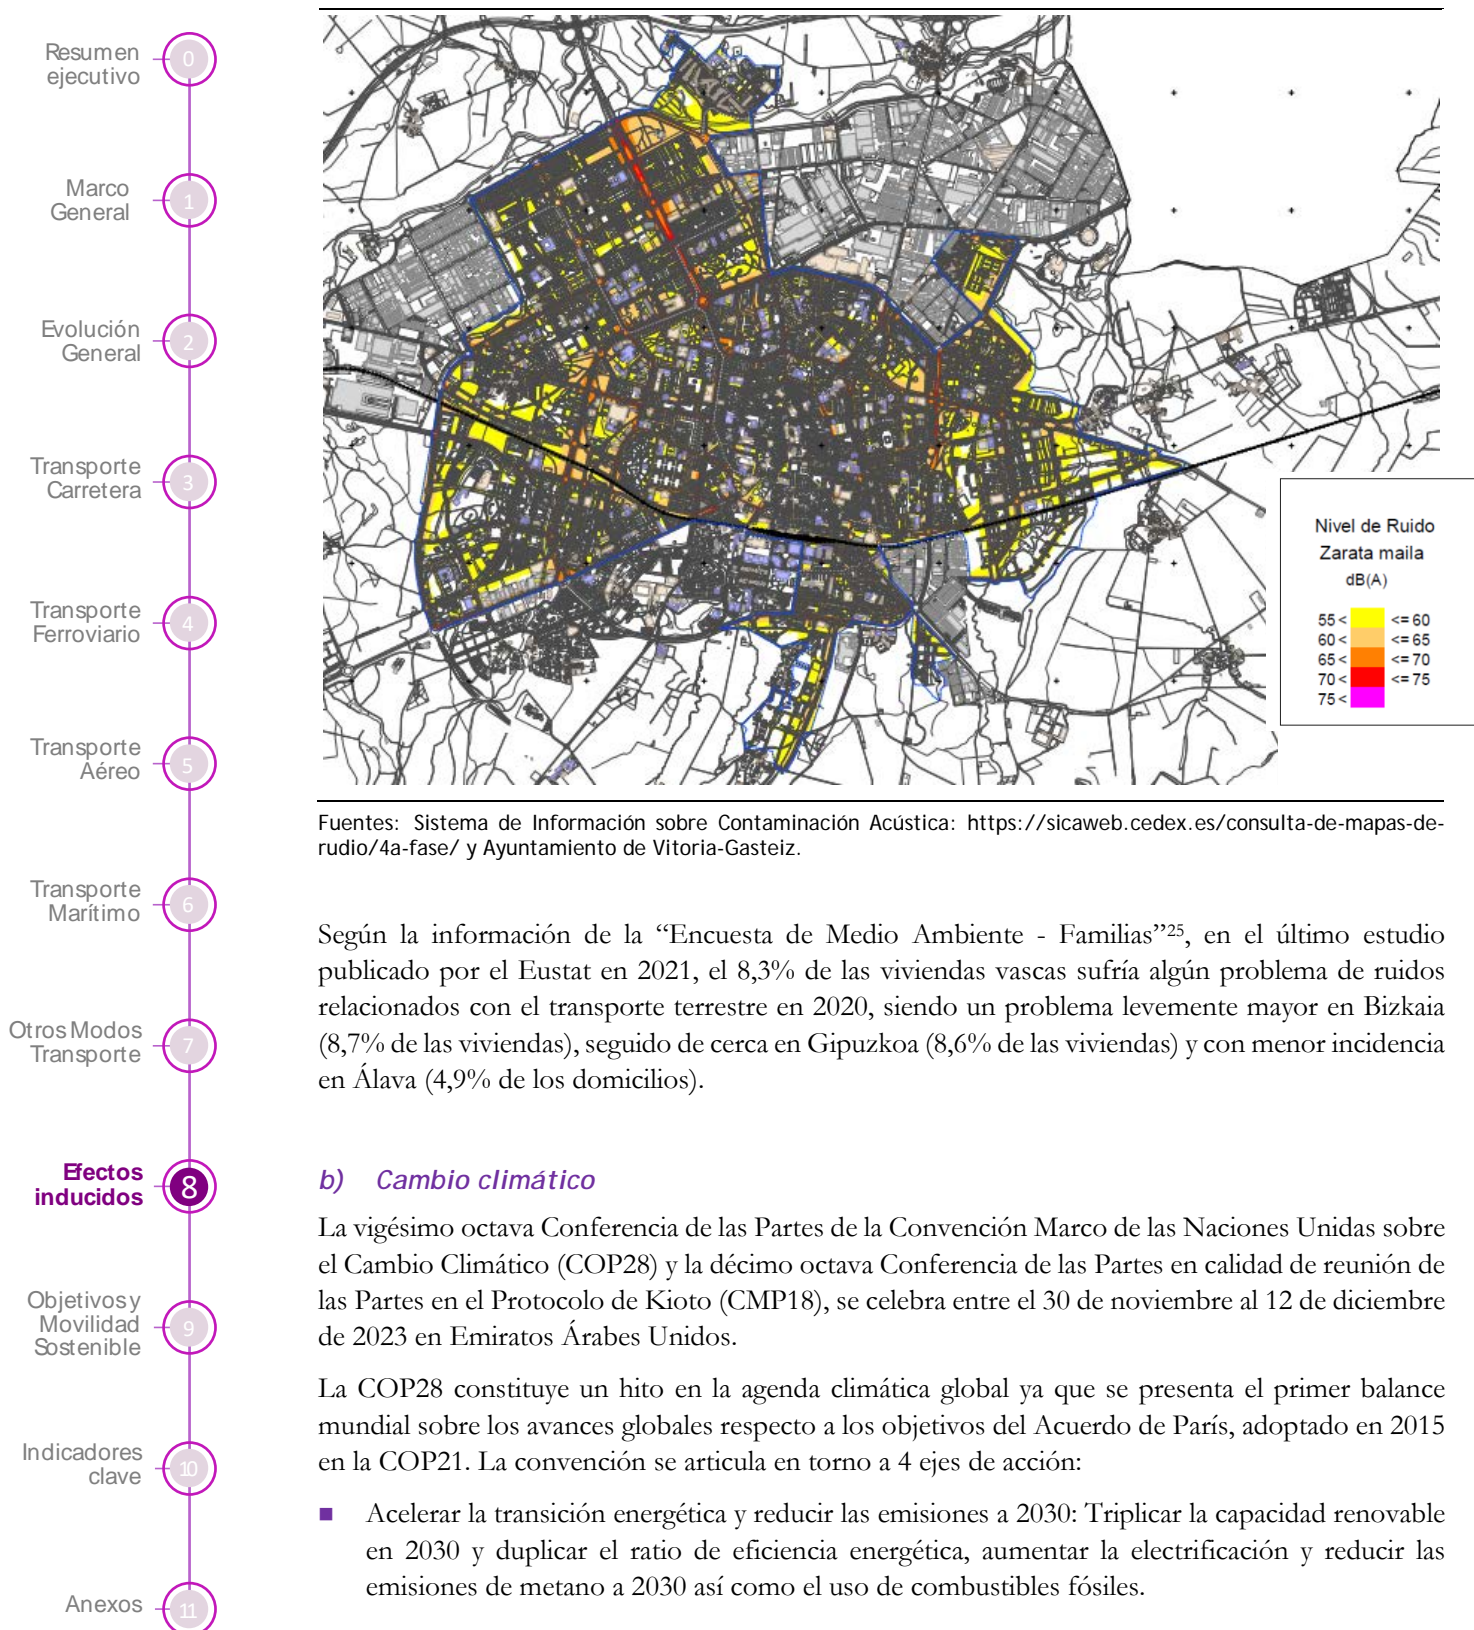 Resumen
ejecutivo
0
Marco
General
1
Evolución
General
2
Transporte
Carretera
3
Transporte
Ferroviario
4
Transporte
Aéreo
5
Transporte
Marítimo
6
Otros Modos
Transporte
7
Efectos
inducidos
8
Objetivos y
Movilidad
Sostenible
9
Indicadores
clave
10
Anexos
11
Nivel de Ruido
Zarata maila
dB(A)
55 < <= 60
60 < <= 65
65 < <= 70
70 < <= 75
75 <
Fuentes: Sistema de Información sobre Contaminación Acústica: https://sicaweb.cedex.es/consulta-de-mapas-de-
rudio/4a-fase/ y Ayuntamiento de Vitoria-Gasteiz.
Según la información de la “Encuesta de Medio Ambiente - Familias”25, en el último estudio
publicado por el Eustat en 2021, el 8,3% de las viviendas vascas sufría algún problema de ruidos
relacionados con el transporte terrestre en 2020, siendo un problema levemente mayor en Bizkaia
(8,7% de las viviendas), seguido de cerca en Gipuzkoa (8,6% de las viviendas) y con menor incidencia
en Álava (4,9% de los domicilios).
b) Cambio climático
La vigésimo octava Conferencia de las Partes de la Convención Marco de las Naciones Unidas sobre
el Cambio Climático (COP28) y la décimo octava Conferencia de las Partes en calidad de reunión de
las Partes en el Protocolo de Kioto (CMP18), se celebra entre el 30 de noviembre al 12 de diciembre
de 2023 en Emiratos Árabes Unidos.
La COP28 constituye un hito en la agenda climática global ya que se presenta el primer balance
mundial sobre los avances globales respecto a los objetivos del Acuerdo de París, adoptado en 2015
en la COP21. La convención se articula en torno a 4 ejes de acción:
■ Acelerar la transición energética y reducir las emisiones a 2030: Triplicar la capacidad renovable
en 2030 y duplicar el ratio de eficiencia energética, aumentar la electrificación y reducir las
emisiones de metano a 2030 así como el uso de combustibles fósiles.